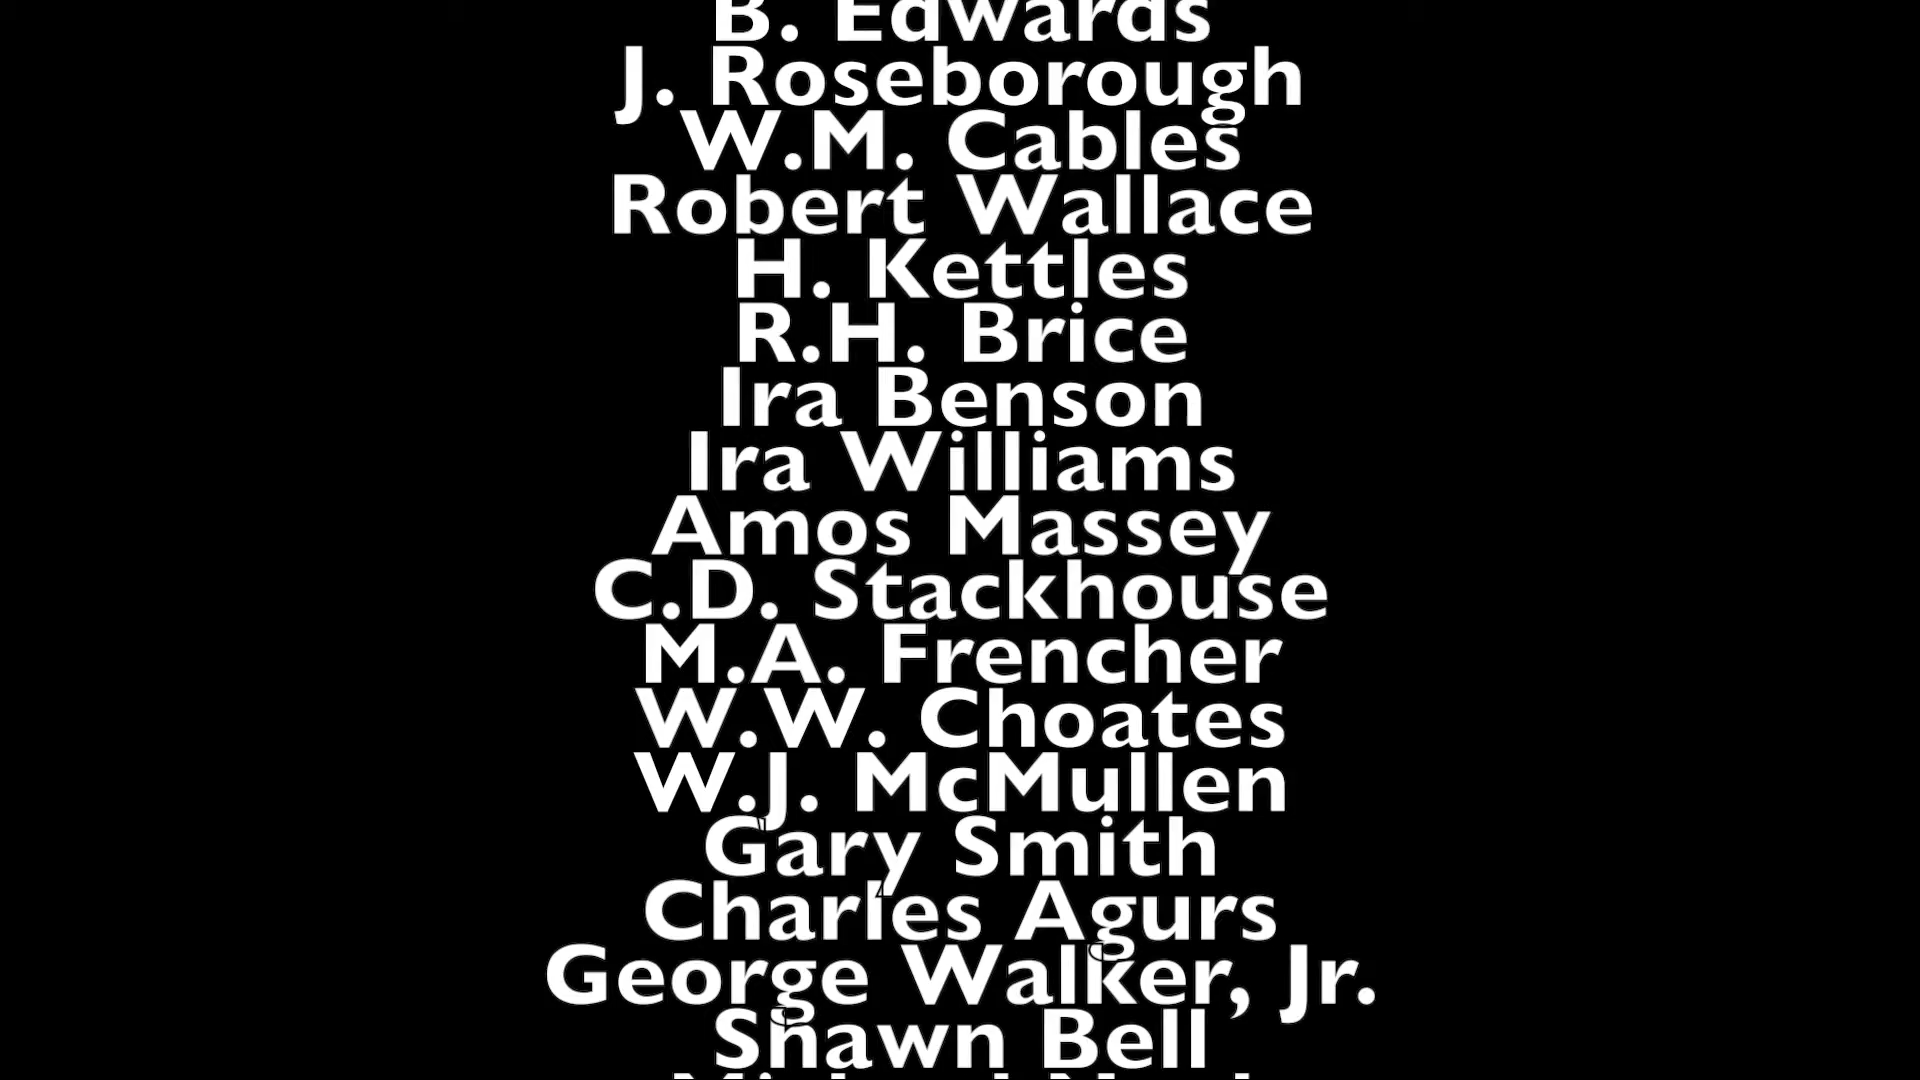 B. Edwards
J. Roseborough
W.M. Cables
Robert Wallace
H. Kettles
R.H. Brice
Ira Benson
Ira Williams
Amos Massey
C.D. Stackhouse
M.A. Frencher
W.W. Choates
W.J. McMullen
Gary Smith
Charles Agurs
George Walker, Jr.
Shawn Bell